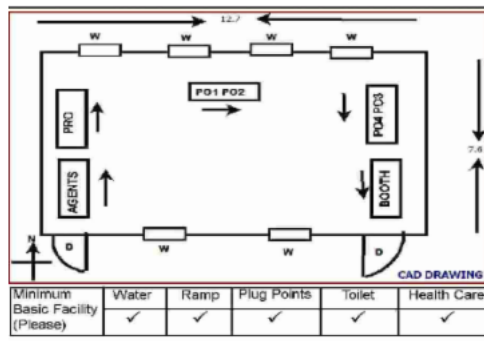 12.7
W W W W
PO1 PO2
PRO
PO4 PO3
7.6
AGENTS
BOOTH
W W
N
D D
CAD DRAWING
Minimum Basic Facility (Please) Water Ramp Plug Points Toilet Health Care
✓ ✓ ✓ ✓ ✓